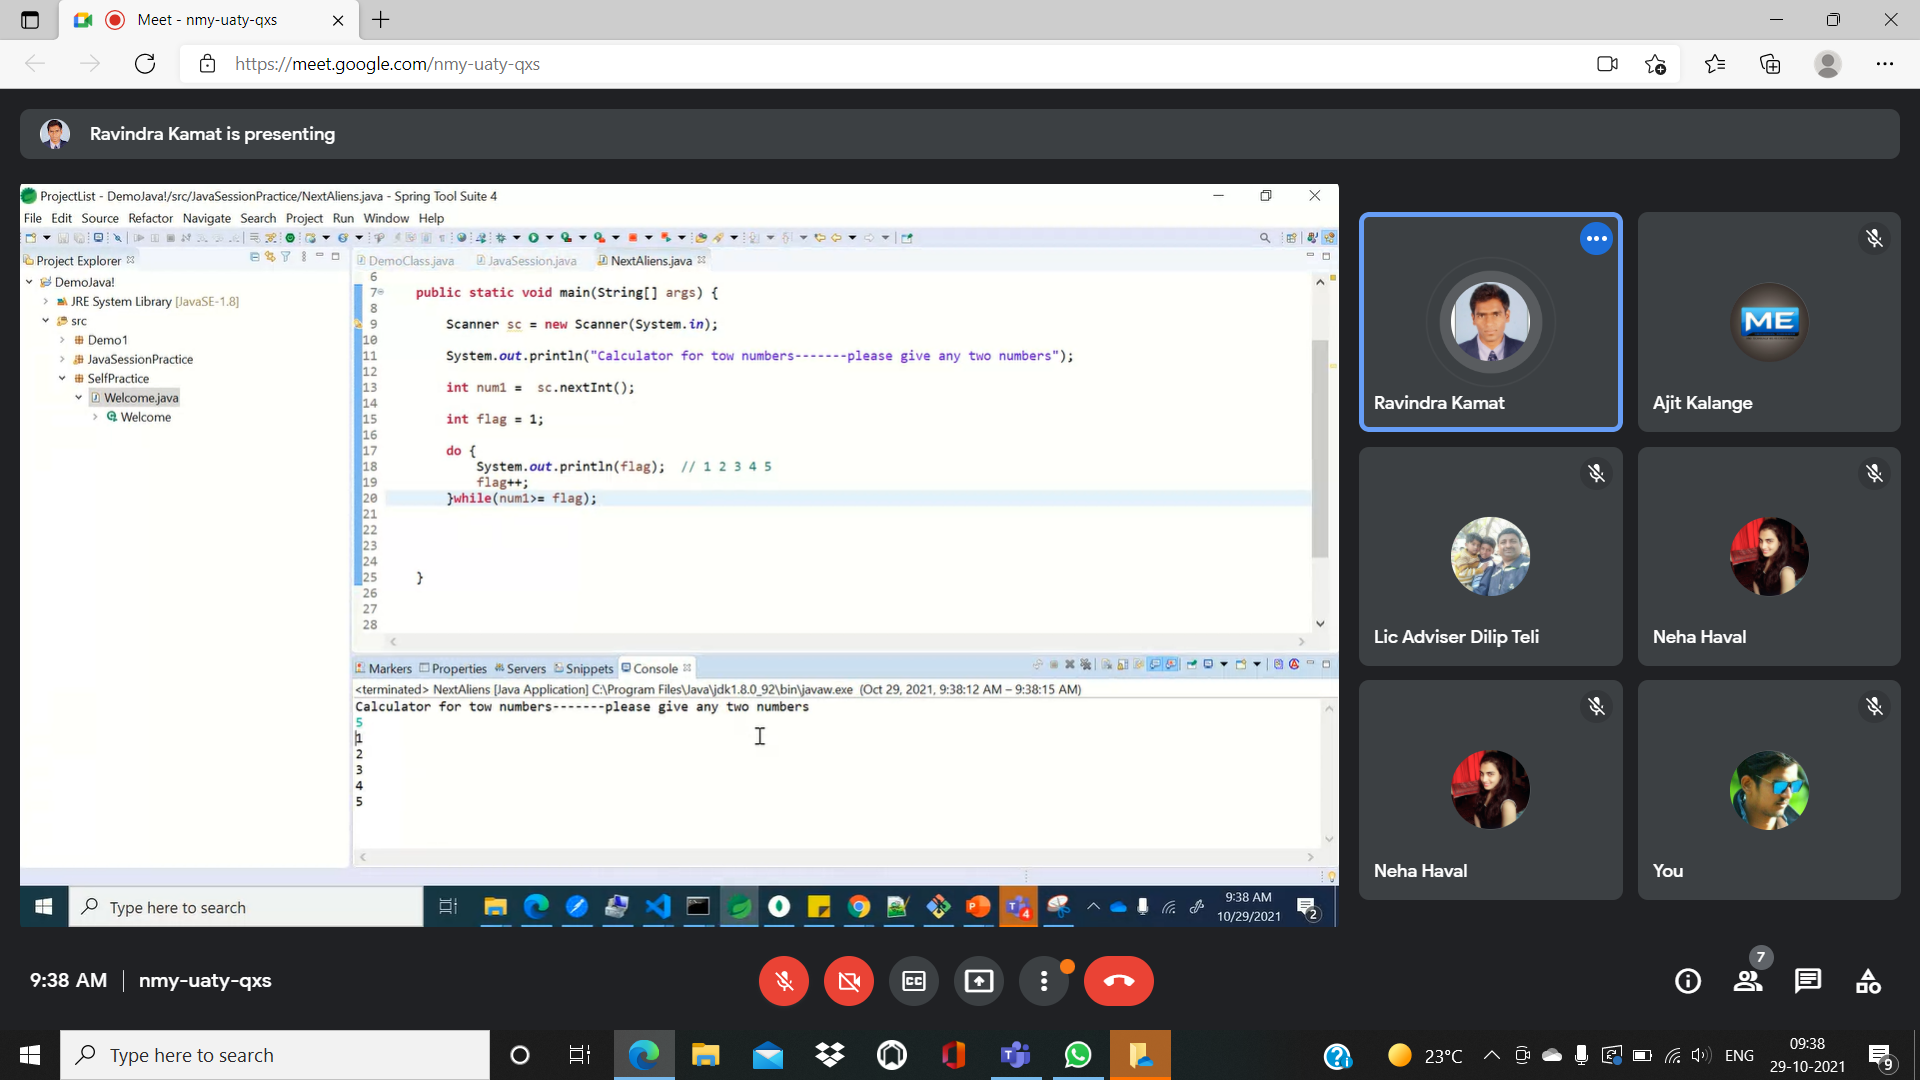 Meet - nmy-uaty-qxs
https://meet.google.com/nmy-uaty-qxs
Ravindra Kamat is presenting
ProjectList - DemoJava!/src/JavaSessionPractice/NextAliens.java - Spring Tool Suite 4
File Edit Source Refactor Navigate Search Project Run Window Help
Project Explorer
DemoClass.java JavaSession.java NextAliens.java
DemoJava!
JRE System Library [JavaSE-1.8]
src
Demo1
JavaSessionPractice
SelfPractice
Welcome.java
Welcome
6
7 public static void main(String[] args) {
8
9 Scanner sc = new Scanner(System.in);
10
11 System.out.println("Calculator for tow numbers-------please give any two numbers");
12
13 int num1 =  sc.nextInt();
14
15 int flag = 1;
16
17 do {
18 System.out.println(flag);  // 1 2 3 4 5
19 flag++;
20 }while(num1>= flag);
21
22
23
24
25 }
26
27
28
Markers Properties Servers Snippets Console
<terminated> NextAliens [Java Application] C:\Program Files\Java\jdk1.8.0_92\bin\javaw.exe (Oct 29, 2021, 9:38:12 AM – 9:38:15 AM)
Calculator for tow numbers-------please give any two numbers
5
1
2
3
4
5
Type here to search
4
9:38 AM
10/29/2021
2
Ravindra Kamat
ME
Ajit Kalange
Lic Adviser Dilip Teli
Neha Haval
Neha Haval
You
9:38 AM | nmy-uaty-qxs
CC
7
Type here to search
23°C
ENG
09:38
29-10-2021
9